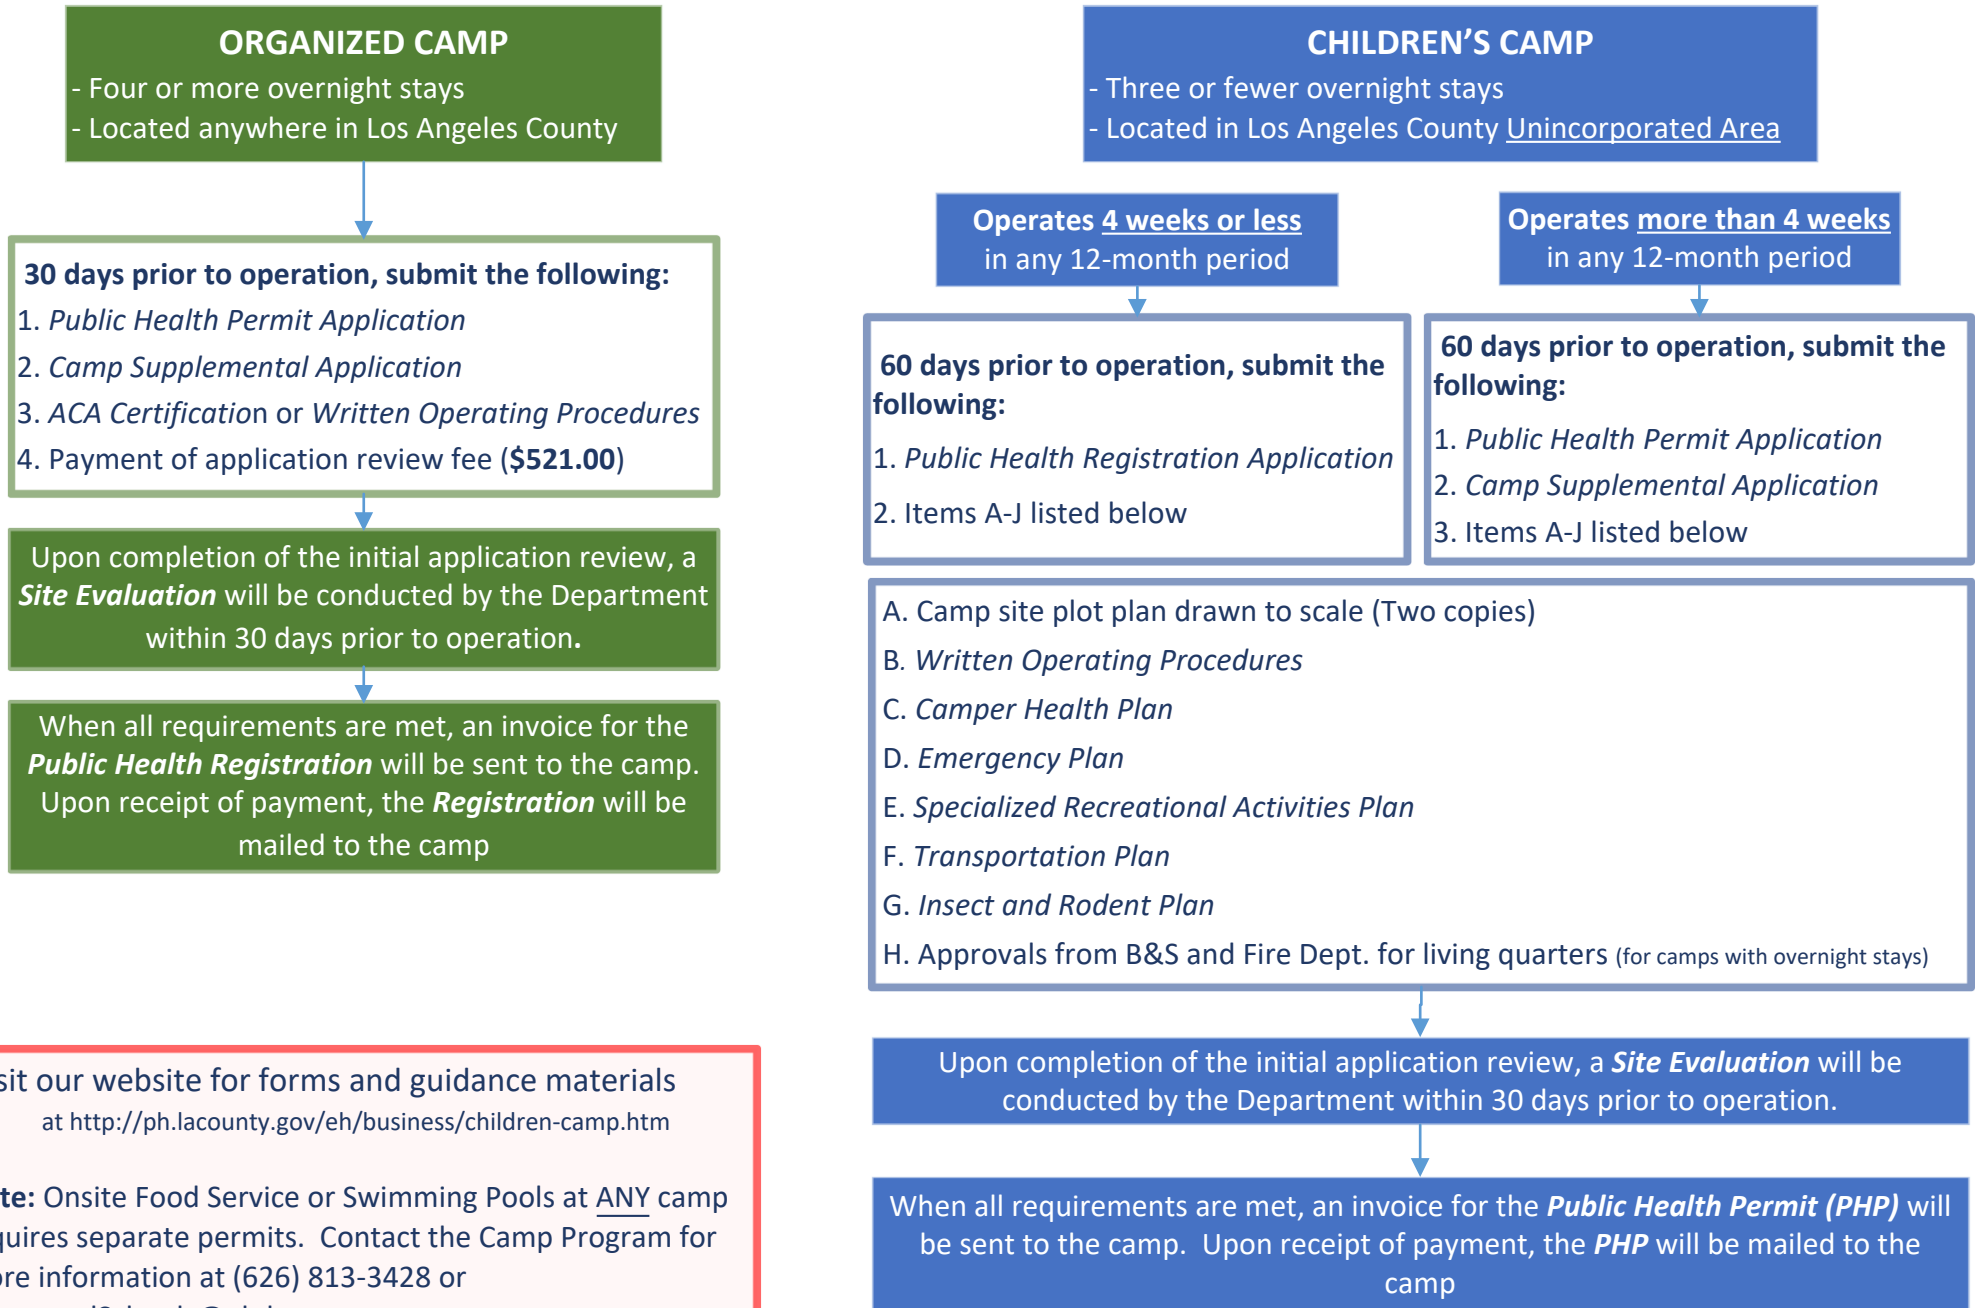 ORGANIZED CAMP
- Four or more overnight stays
- Located anywhere in Los Angeles County
30 days prior to operation, submit the following:
1. Public Health Permit Application
2. Camp Supplemental Application
3. ACA Certification or Written Operating Procedures
4. Payment of application review fee ($521.00)
Upon completion of the initial application review, a
Site Evaluation will be conducted by the Department
within 30 days prior to operation.
When all requirements are met, an invoice for the
Public Health Registration will be sent to the camp.
Upon receipt of payment, the Registration will be
mailed to the camp
sit our website for forms and guidance materials
at http://ph.lacounty.gov/eh/business/children-camp.htm
te: Onsite Food Service or Swimming Pools at ANY camp
quires separate permits. Contact the Camp Program for
ore information at (626) 813-3428 or
CHILDREN'S CAMP
- Three or fewer overnight stays
- Located in Los Angeles County Unincorporated Area
Operates 4 weeks or less
in any 12-month period
60 days prior to operation, submit the
following:
1. Public Health Registration Application
2. Items A-J listed below
Operates more than 4 weeks
in any 12-month period
60 days prior to operation, submit the
following:
1. Public Health Permit Application
2. Camp Supplemental Application
3. Items A-J listed below
A. Camp site plot plan drawn to scale (Two copies)
B. Written Operating Procedures
C. Camper Health Plan
D. Emergency Plan
E. Specialized Recreational Activities Plan
F. Transportation Plan
G. Insect and Rodent Plan
H. Approvals from B&S and Fire Dept. for living quarters (for camps with overnight stays)
Upon completion of the initial application review, a Site Evaluation will be
conducted by the Department within 30 days prior to operation.
When all requirements are met, an invoice for the Public Health Permit (PHP) will
be sent to the camp. Upon receipt of payment, the PHP will be mailed to the
camp